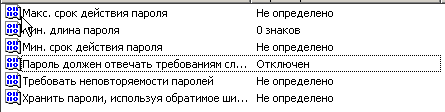 Макс. срок действия пароля Не определено
Мин. длина пароля 0 знаков
Мин. срок действия пароля Не определено
Пароль должен отвечать требованиям сл... Отключен
Требовать неповторяемости паролей Не определено
Хранить пароли, используя обратимое ши... Не определено